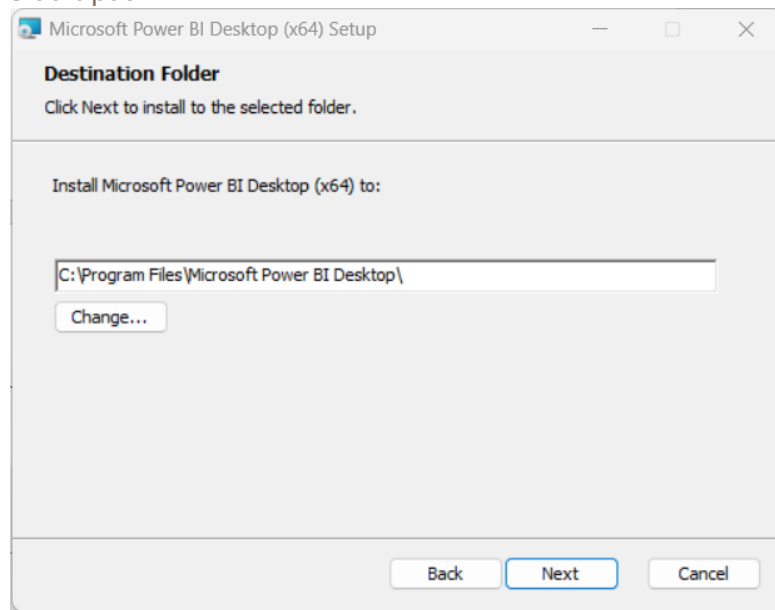 Microsoft Power BI Desktop (x64) Setup
Destination Folder
Click Next to install to the selected folder.
Install Microsoft Power BI Desktop (x64) to:
C:\Program Files\Microsoft Power BI Desktop\
Change...
Back Next Cancel